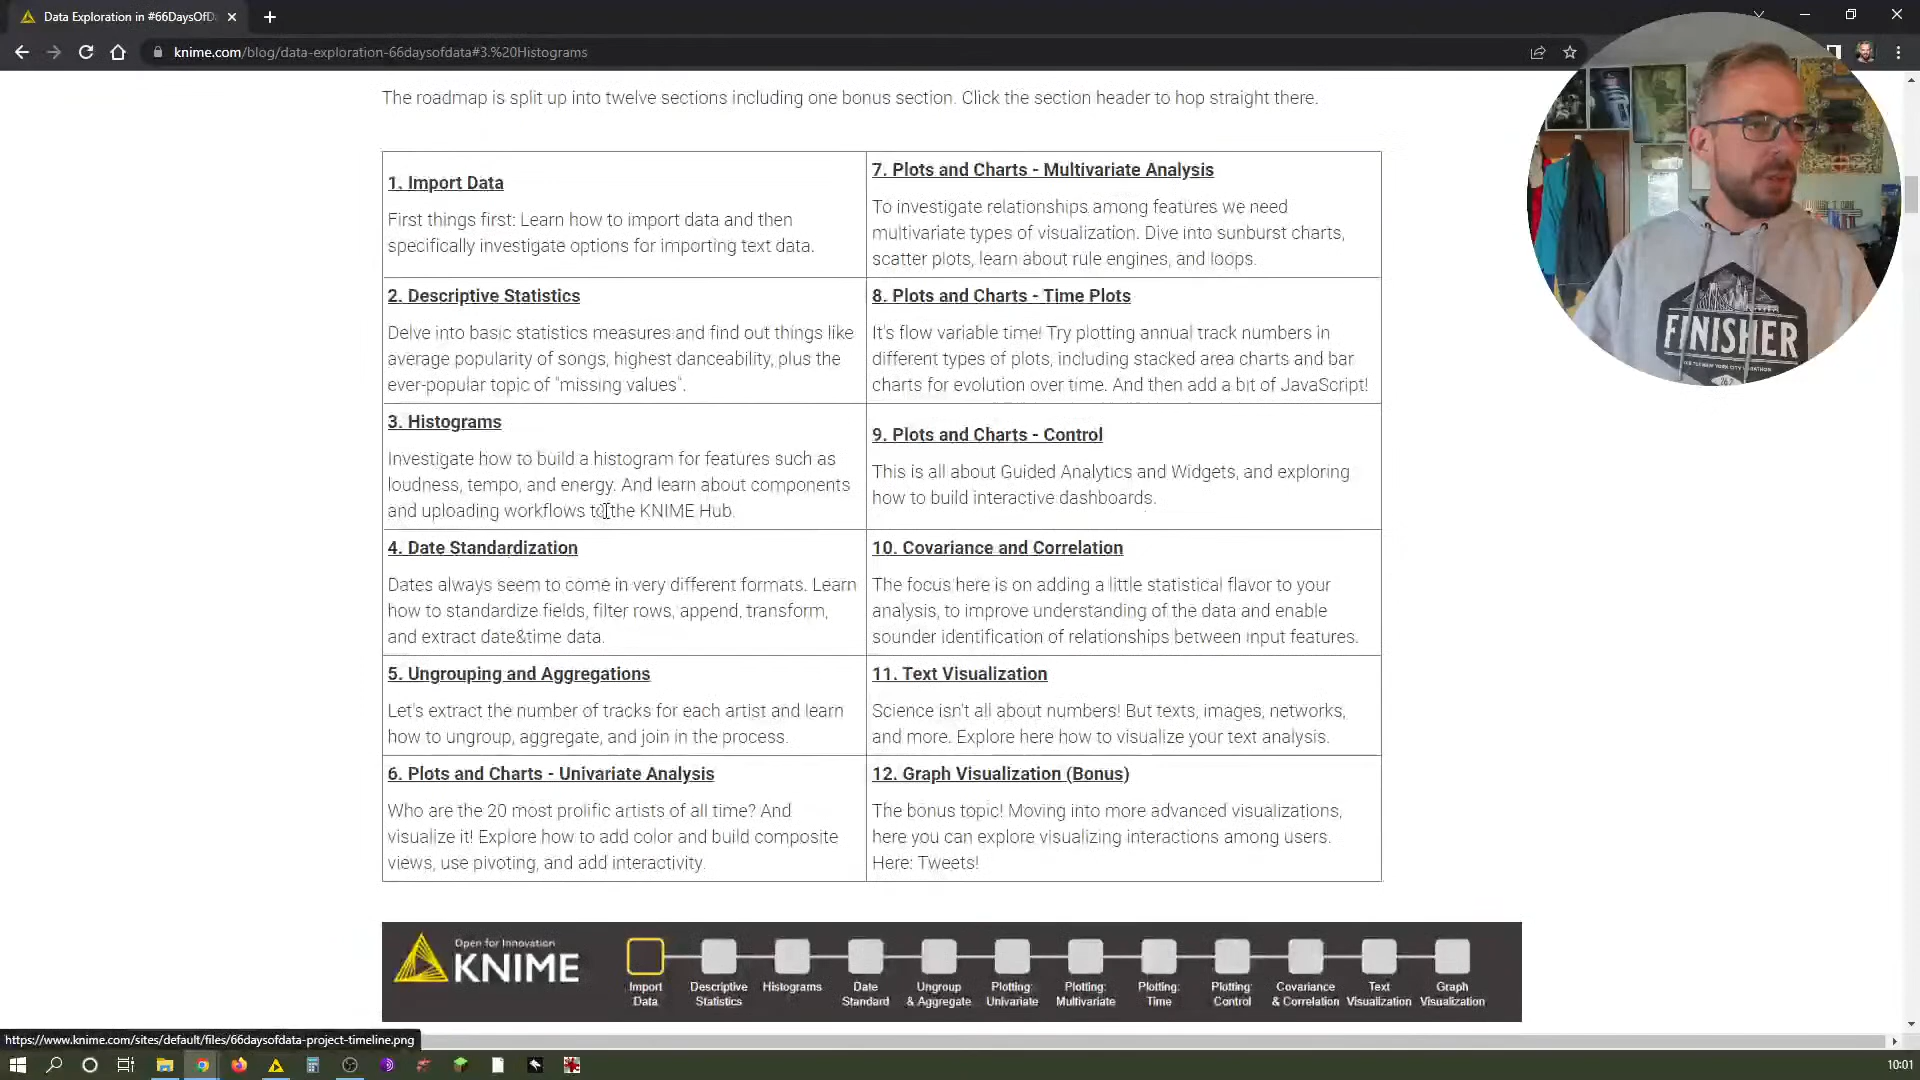 Data Exploration in #66DaysOfD
knime.com/blog/data-exploration-66daysofdata#3.%20Histograms
The roadmap is split up into twelve sections including one bonus section. Click the section header to hop straight there.
1. Import Data
First things first: Learn how to import data and then
specifically investigate options for importing text data.
2. Descriptive Statistics
Delve into basic statistics measures and find out things like
average popularity of songs, highest danceability, plus the
ever-popular topic of "missing values".
3. Histograms
Investigate how to build a histogram for features such as
loudness, tempo, and energy. And learn about components
and uploading workflows to the KNIME Hub.
4. Date Standardization
Dates always seem to come in very different formats. Learn
how to standardize fields, filter rows, append, transform,
and extract date&time data.
5. Ungrouping and Aggregations
Let's extract the number of tracks for each artist and learn
how to ungroup, aggregate, and join in the process.
6. Plots and Charts - Univariate Analysis
Who are the 20 most prolific artists of all time? And
visualize it! Explore how to add color and build composite
views, use pivoting, and add interactivity.
7. Plots and Charts - Multivariate Analysis
To investigate relationships among features we need
multivariate types of visualization. Dive into sunburst charts,
scatter plots, learn about rule engines, and loops.
8. Plots and Charts - Time Plots
It's flow variable time! Try plotting annual track numbers in
different types of plots, including stacked area charts and bar
charts for evolution over time. And then add a bit of JavaScript!
9. Plots and Charts - Control
This is all about Guided Analytics and Widgets, and exploring
how to build interactive dashboards.
10. Covariance and Correlation
The focus here is on adding a little statistical flavor to your
analysis, to improve understanding of the data and enable
sounder identification of relationships between input features.
11. Text Visualization
Science isn't all about numbers! But texts, images, networks,
and more. Explore here how to visualize your text analysis.
12. Graph Visualization (Bonus)
The bonus topic! Moving into more advanced visualizations,
here you can explore visualizing interactions among users.
Here: Tweets!
FINISHER
Open for Innovation
KNIME
Import
Data
Descriptive
Statistics
Histograms
Date
Standard
Ungroup
& Aggregate
Plotting:
Univariate
Plotting:
Multivariate
Plotting:
Time
Plotting:
Control
Covariance
& Correlation
Text
Visualization
Graph
Visualization
https://www.knime.com/sites/default/files/66daysofdata-project-timeline.png
10:01